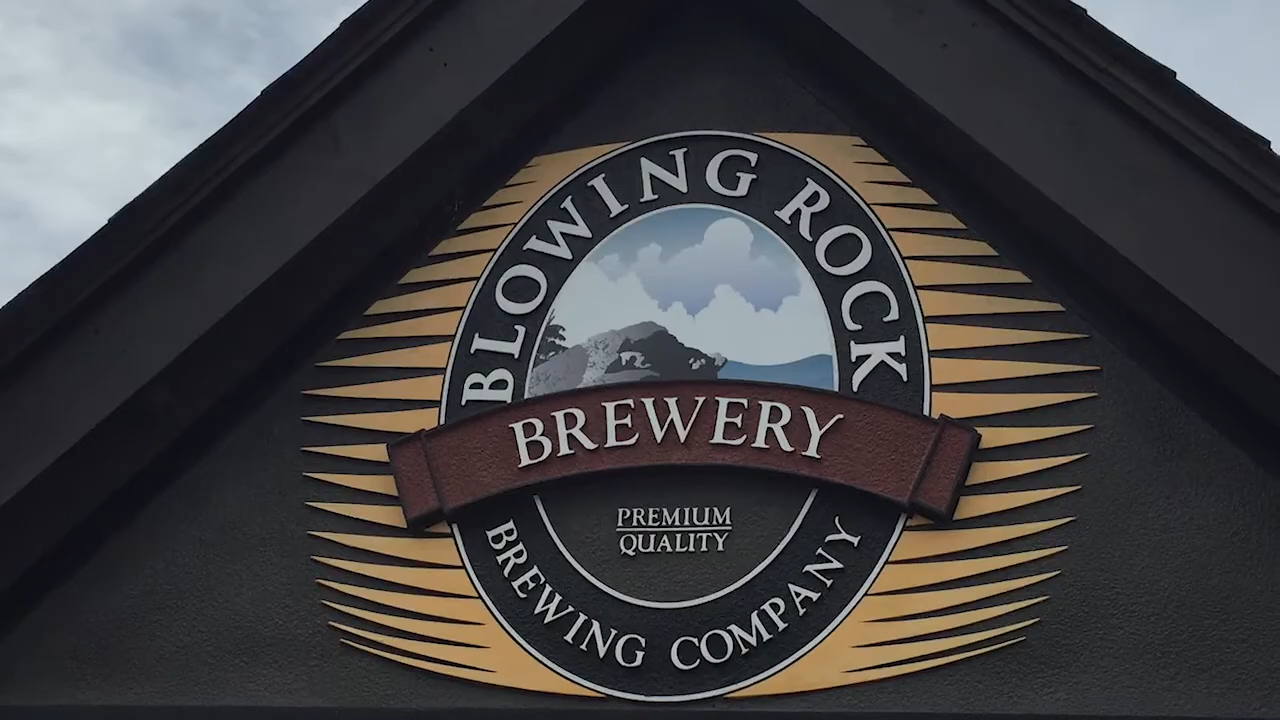 BLOWING ROCK
BREWERY
PREMIUM
QUALITY
BREWING COMPANY